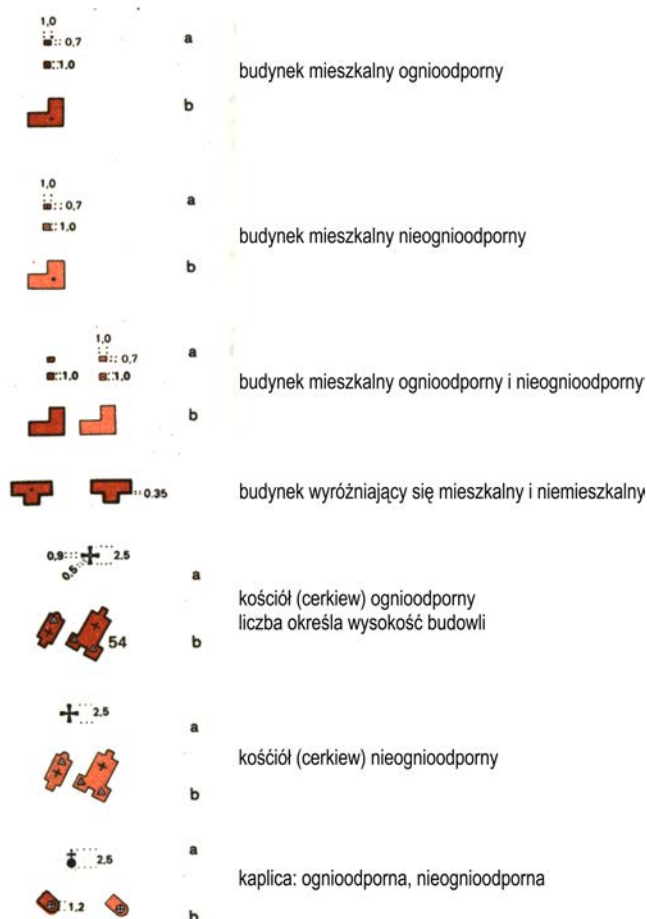 1,0
0,7
a
1,0
budynek mieszkalny ognioodporny
b
1,0
0,7
a
1,0
budynek mieszkalny nieognioodporny
b
1,0
0,7
a
1,0 1,0
budynek mieszkalny ognioodporny i nieognioodporny
b
0.35
budynek wyróżniający się mieszkalny i niemieszkalny
0,9 2,5
0,5
a
kościół (cerkiew) ognioodporny
liczba określa wysokość budowli
54
b
2,5
a
kośćiół (cerkiew) nieognioodporny
b
a
2,5
kaplica: ognioodporna, nieognioodporna
1,2
b